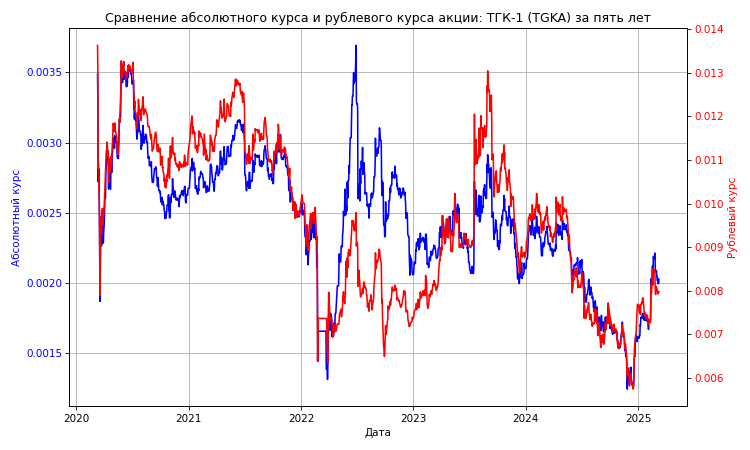 Сравнение абсолютного курса и рублевого курса акции: ТГК-1 (TGKA) за пять лет
0.0035
0.0030
0.0025
0.0020
0.0015
Абсолютный курс
0.014
0.013
0.012
0.011
0.010
0.009
0.008
0.007
0.006
Рублевый курс
2020 2021 2022 2023 2024 2025
Дата